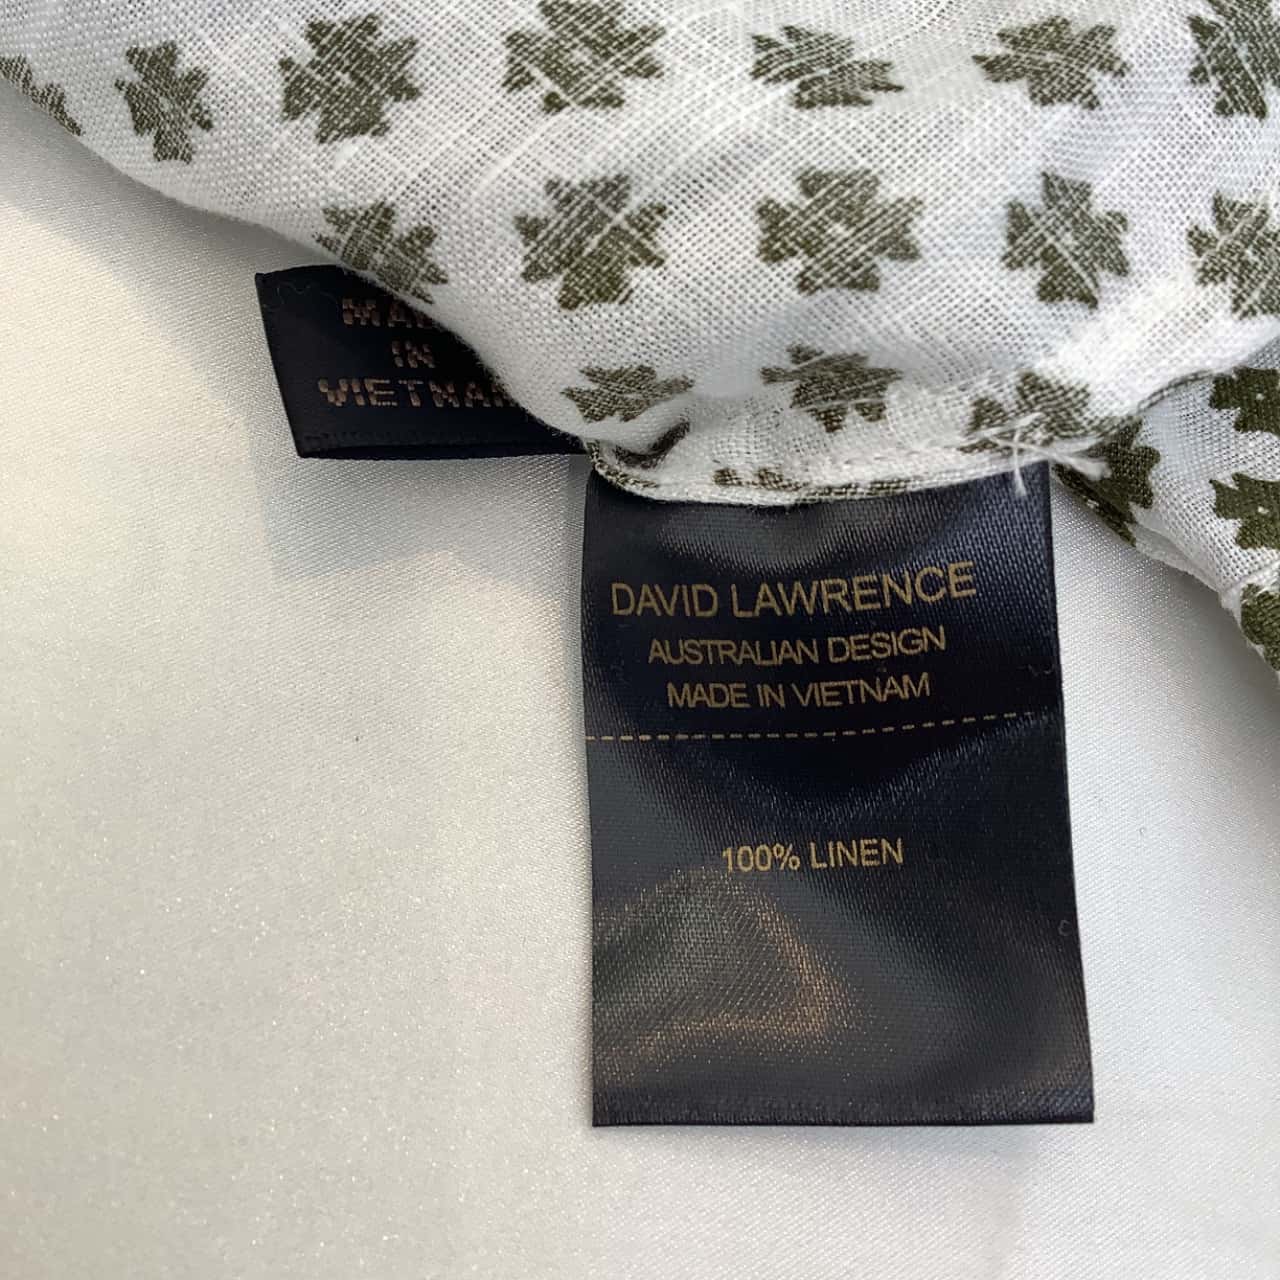 IN
DAVID LAWRENCE
AUSTRALIAN DESIGN
MADE IN VIETNAM
100% LINEN